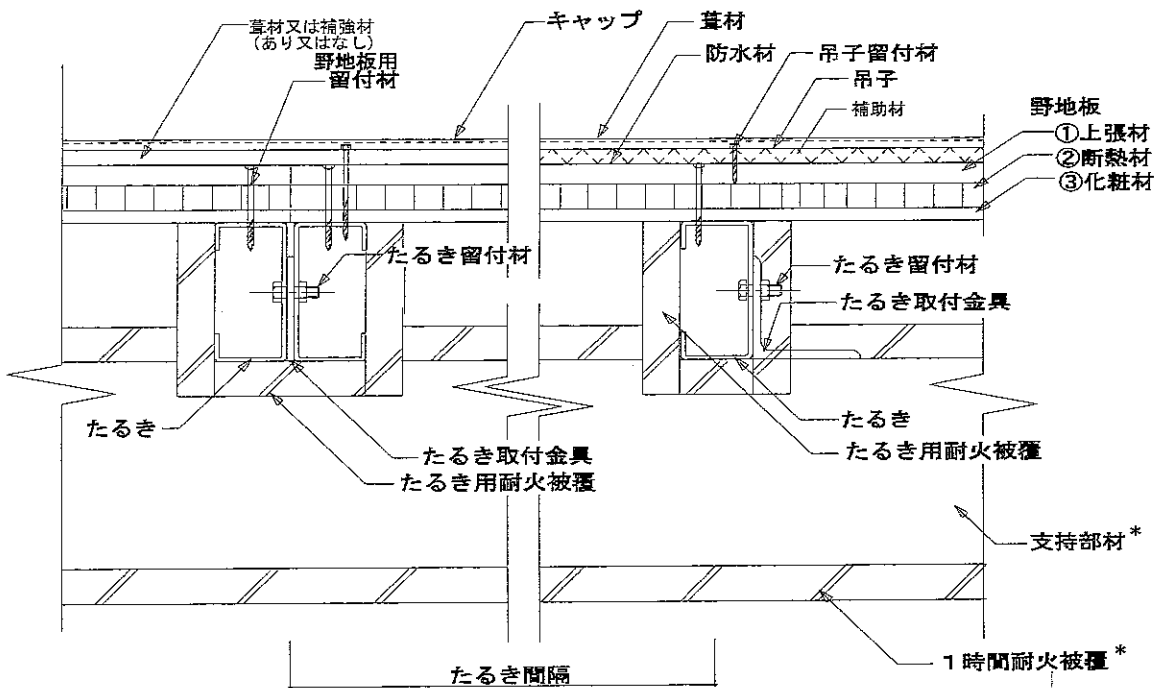 葺材又は補強材
(あり又はなし)
野地板用
留付材
キャップ
葺材
防水材
吊子留付材
吊子
補助材
野地板
①上張材
②断熱材
③化粧材
たるき留付材
たるき留付材
たるき取付金具
たるき
たるき取付金具
たるき用耐火被覆
たるき
たるき用耐火被覆
支持部材*
1時間耐火被覆*
たるき間隔